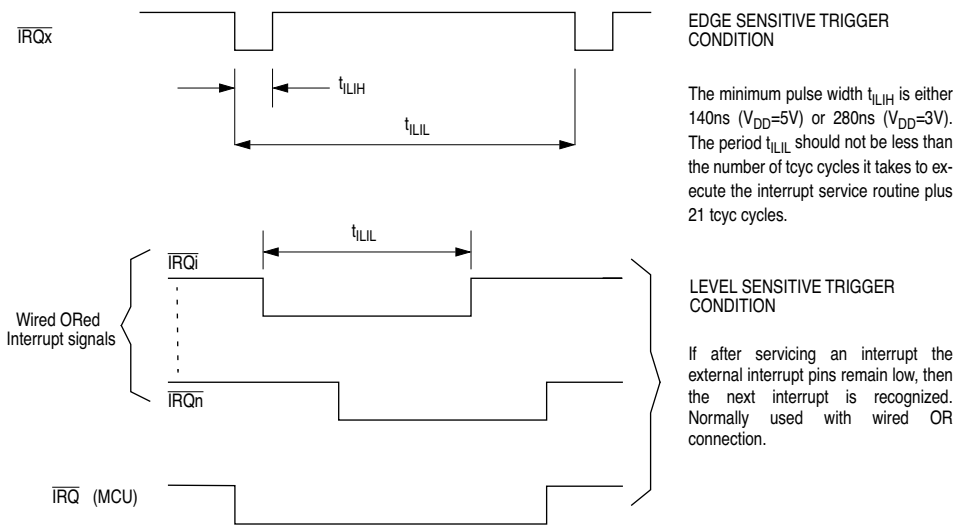 IRQx
tILIH
tILIL
EDGE SENSITIVE TRIGGER
CONDITION
The minimum pulse width tILIH is either
140ns (VDD=5V) or 280ns (VDD=3V).
The period tILIL should not be less than
the number of tcyc cycles it takes to ex-
ecute the interrupt service routine plus
21 tcyc cycles.
tILIL
IRQi
Wired ORed
Interrupt signals
IRQn
IRQ (MCU)
LEVEL SENSITIVE TRIGGER
CONDITION
If after servicing an interrupt the
external interrupt pins remain low, then
the next interrupt is recognized.
Normally used with wired OR
connection.